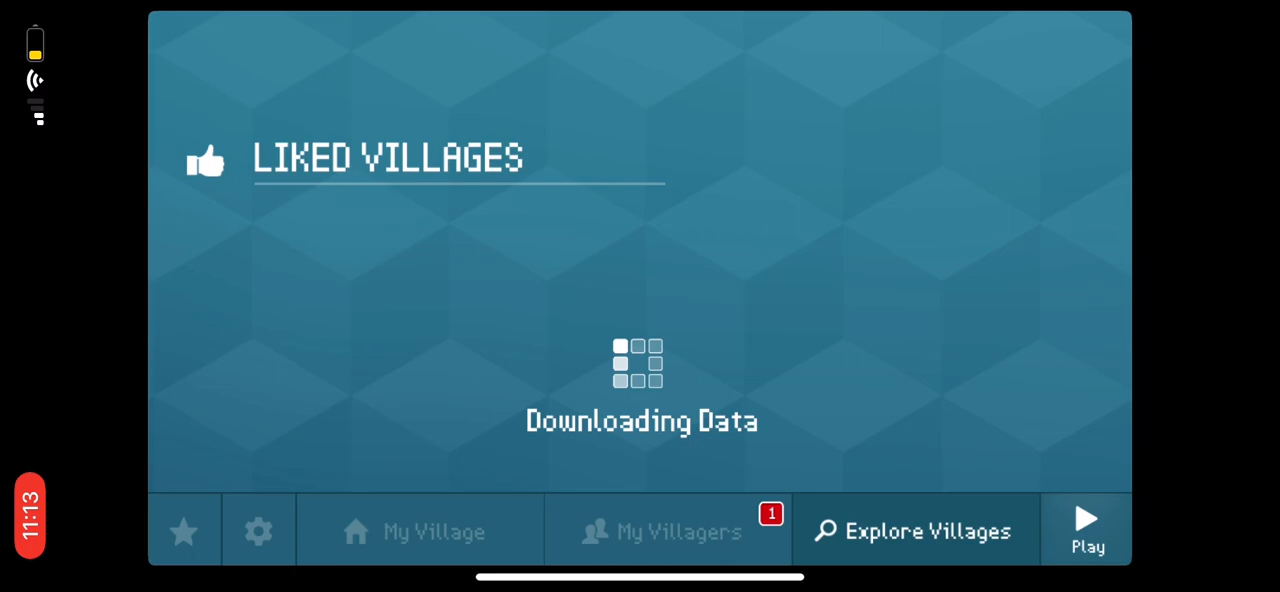 LIKED VILLAGES
Downloading Data
11:13
My Village
My Villagers
1
Explore Villages
Play